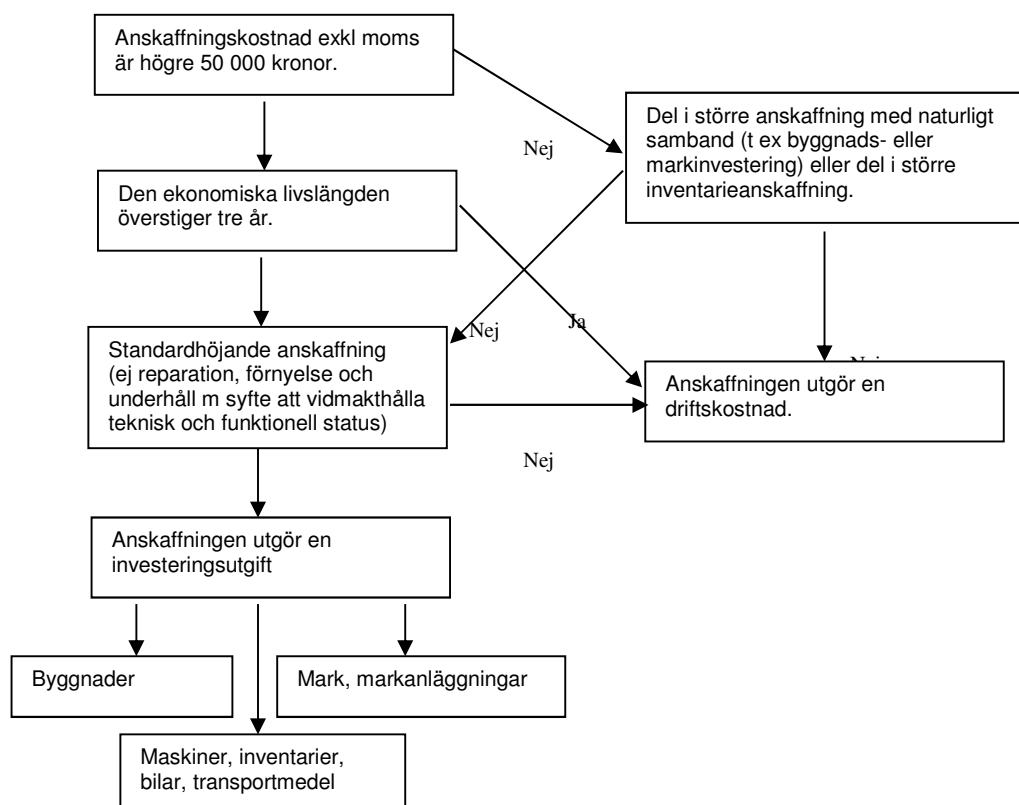 Anskaffningskostnad exkl moms
är högre 50 000 kronor.
Del i större anskaffning med naturligt
samband (t ex byggnads- eller
markinvestering) eller del i större
inventarieanskaffning.
Nej
Den ekonomiska livslängden
överstiger tre år.
Nej
Ja
Standardhöjande anskaffning
(ej reparation, förnyelse och
underhåll m syfte att vidmakthålla
teknisk och funktionell status)
Anskaffningen utgör en
driftskostnad.
Nej
Anskaffningen utgör en
investeringsutgift
Byggnader
Mark, markanläggningar
Maskiner, inventarier,
bilar, transportmedel